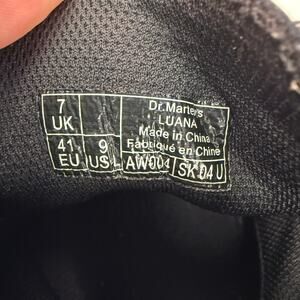 7 UK
41 EU
9 US L
Dr.Martens
LUANA
Made in China
Fabriqué en Chine
AW004
SK 04 U